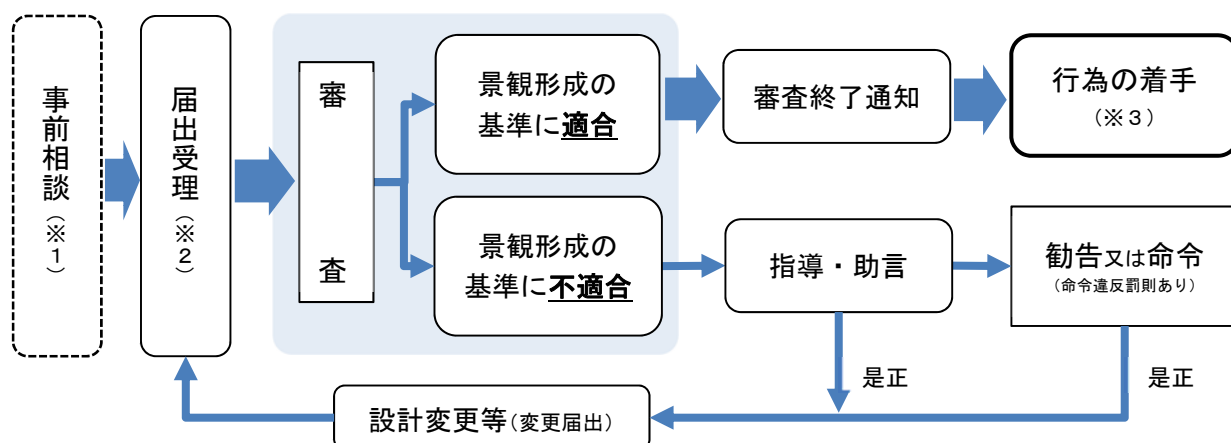 事前相談(※1)
届出受理(※2)
審査
景観形成の
基準に適合
審査終了通知
行為の着手
(※3)
景観形成の
基準に不適合
指導・助言
勧告又は命令
(命令違反罰則あり)
是正
是正
設計変更等(変更届出)